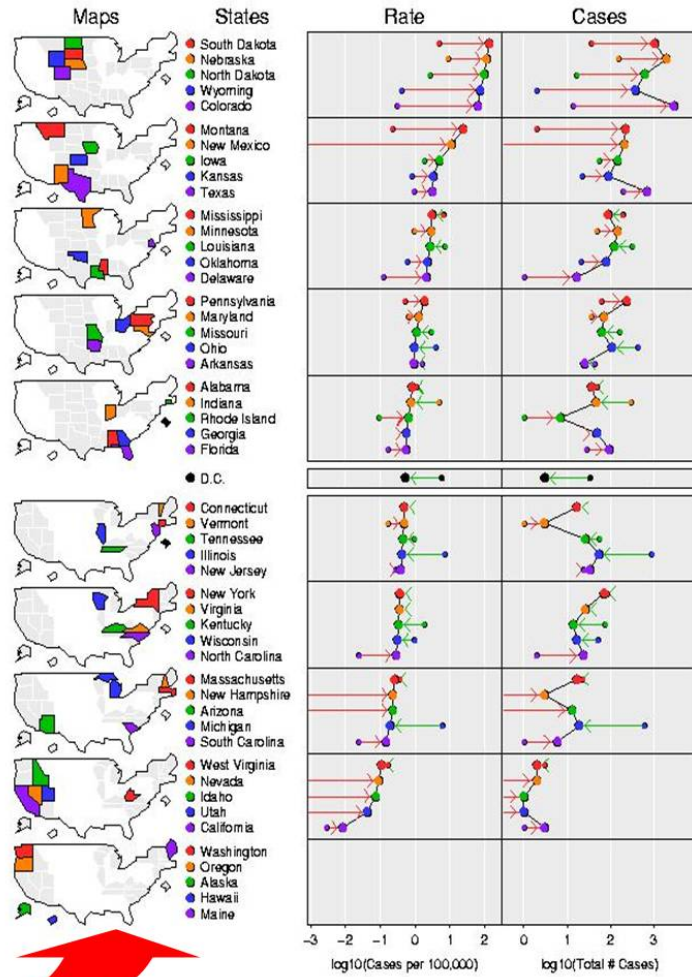 Maps States Rate Cases
South Dakota
Nebraska
North Dakota
Wyoming
Colorado
Montana
New Mexico
Iowa
Kansas
Texas
Mississippi
Minnesota
Louisiana
Oklahoma
Delaware
Pennsylvania
Maryland
Missouri
Ohio
Arkansas
Alabama
Indiana
Rhode Island
Georgia
Florida
D.C.
Connecticut
Vermont
Tennessee
Illinois
New Jersey
New York
Virginia
Kentucky
Wisconsin
North Carolina
Massachusetts
New Hampshire
Arizona
Michigan
South Carolina
West Virginia
Nevada
Idaho
Utah
California
Washington
Oregon
Alaska
Hawaii
Maine
−3 −2 −1 0 1 2 0 1 2 3
log10(Cases per 100,000) log10(Total # Cases)